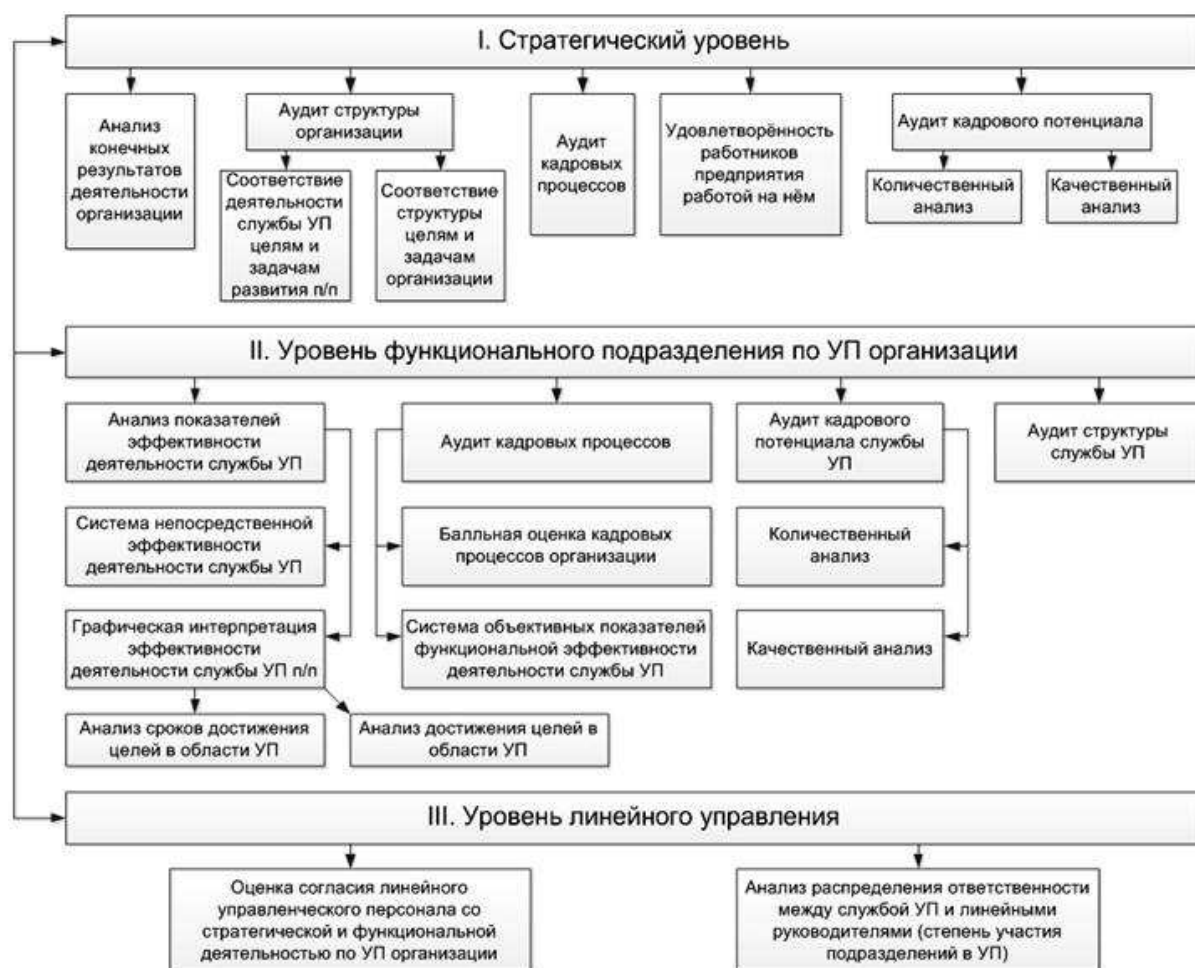 I. Стратегический уровень
Анализ
конечных
результатов
деятельности
организации
Аудит структуры
организации
Соответствие
деятельности
службы УП
целям и
задачам
развития п/п
Соответствие
структуры
целям и
задачам
организации
Аудит
кадровых
процессов
Удовлетворённость
работников
предприятия
работой на нём
Аудит кадрового потенциала
Количественный
анализ
Качественный
анализ
II. Уровень функционального подразделения по УП организации
Анализ показателей
эффективности
деятельности службы УП
Аудит кадровых процессов
Аудит кадрового
потенциала службы
УП
Аудит структуры
службы УП
Система непосредственной
эффективности
деятельности службы УП
Балльная оценка кадровых
процессов организации
Количественный
анализ
Графическая интерпретация
эффективности
деятельности службы УП п/п
Система объективных показателей
функциональной эффективности
деятельности службы УП
Качественный анализ
Анализ сроков достижения
целей в области УП
Анализ достижения целей в
области УП
III. Уровень линейного управления
Оценка согласия линейного
управленческого персонала со
стратегической и функциональной
деятельностью по УП организации
Анализ распределения ответственности
между службой УП и линейными
руководителями (степень участия
подразделений в УП)